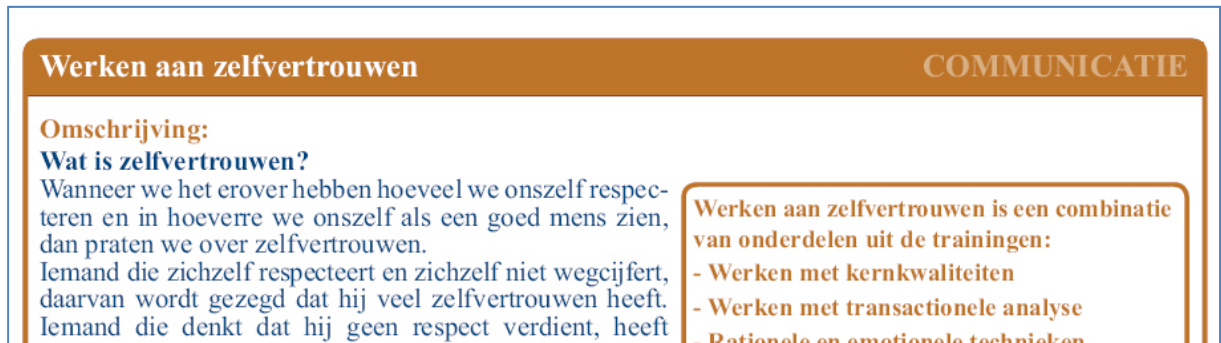 Werken aan zelfvertrouwen
COMMUNICATIE
Omschrijving:
Wat is zelfvertrouwen?
Wanneer we het erover hebben hoeveel we onszelf respec-
teren en in hoeverre we onszelf als een goed mens zien,
dan praten we over zelfvertrouwen.
Iemand die zichzelf respecteert en zichzelf niet wegcijfert,
daarvan wordt gezegd dat hij veel zelfvertrouwen heeft.
Iemand die denkt dat hij geen respect verdient, heeft
Werken aan zelfvertrouwen is een combinatie
van onderdelen uit de trainingen:
- Werken met kernkwaliteiten
- Werken met transactionele analyse
- Rationele en emotionele technieken